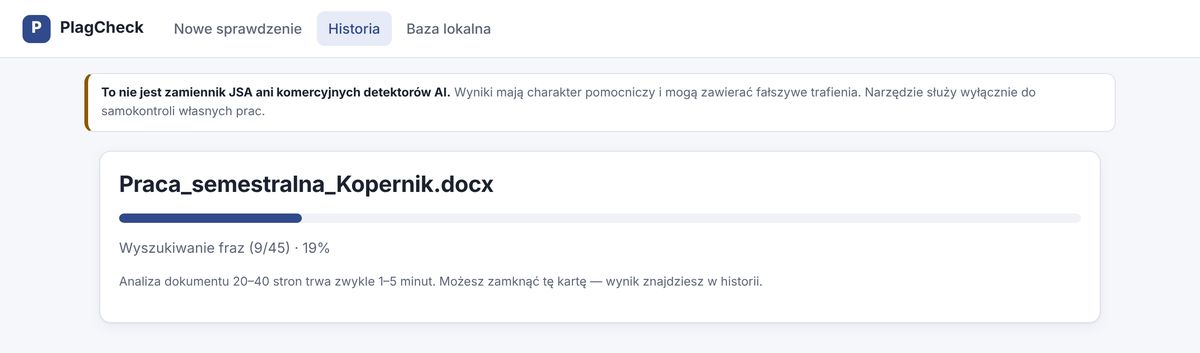 P PlagCheck Nowe sprawdzenie Historia Baza lokalna
To nie jest zamiennik JSA ani komercyjnych detektorów AI. Wyniki mają charakter pomocniczy i mogą zawierać fałszywe trafienia. Narzędzie służy wyłącznie do
samokontroli własnych prac.
Praca_semestralna_Kopernik.docx
Wyszukiwanie fraz (9/45) · 19%
Analiza dokumentu 20–40 stron trwa zwykle 1–5 minut. Możesz zamknąć tę kartę — wynik znajdziesz w historii.